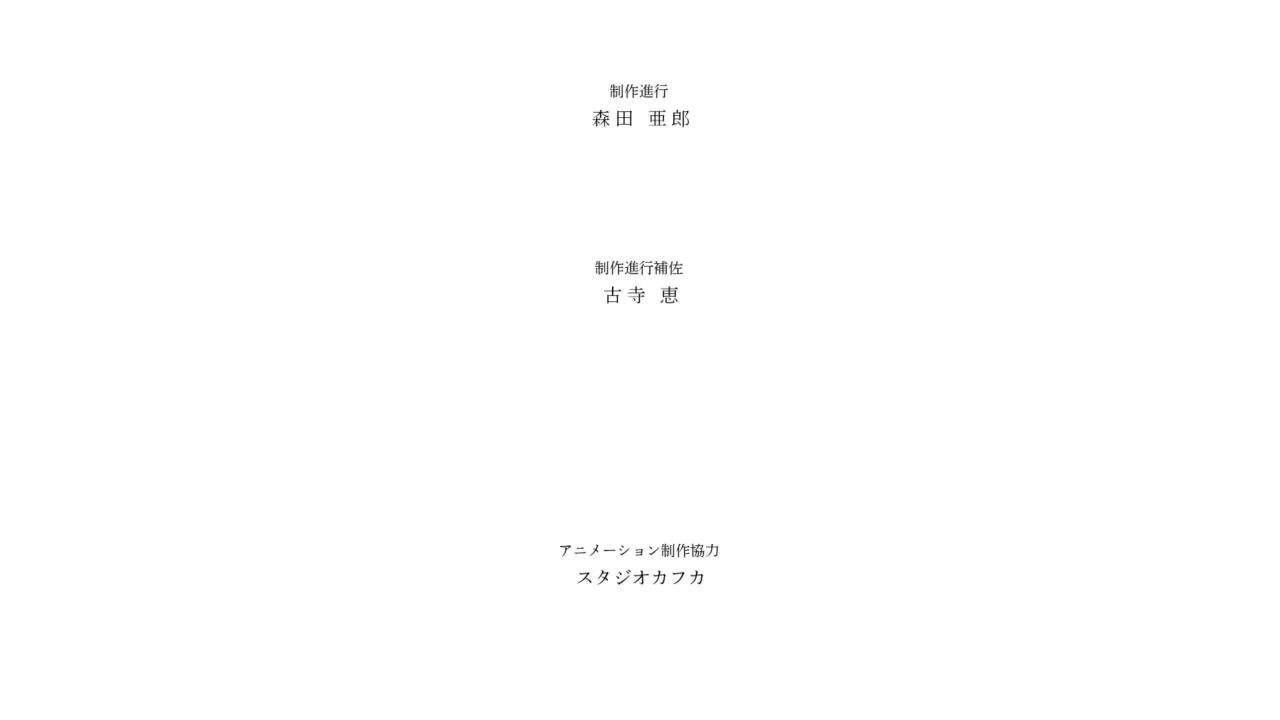 制作進行
森田 亜郎
制作進行補佐
古寺 恵
アニメーション制作協力
スタジオカフカ